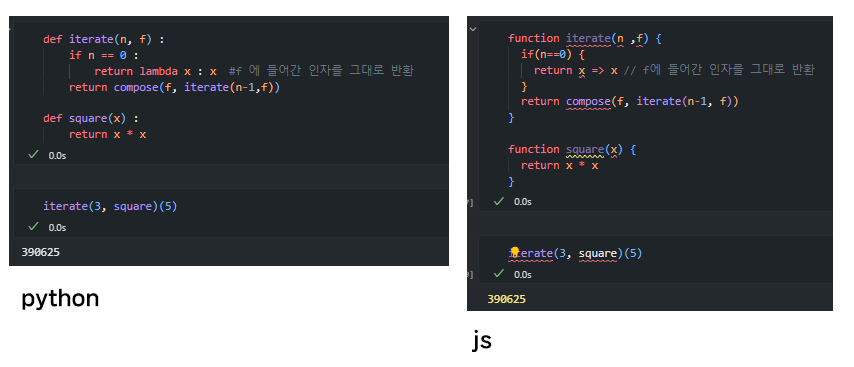 def iterate(n, f) :
if n == 0 :
return lambda x : x #f 에 들어간 인자를 그대로 반환
return compose(f, iterate(n-1,f))
def square(x) :
return x * x
0.0s
iterate(3, square)(5)
0.0s
390625
python
function iterate(n ,f) {
if(n==0) {
return x => x // f에 들어간 인자를 그대로 반환
}
return compose(f, iterate(n-1, f))
}
function square(x) {
return x * x
}
0.0s
iterate(3, square)(5)
0.0s
390625
js